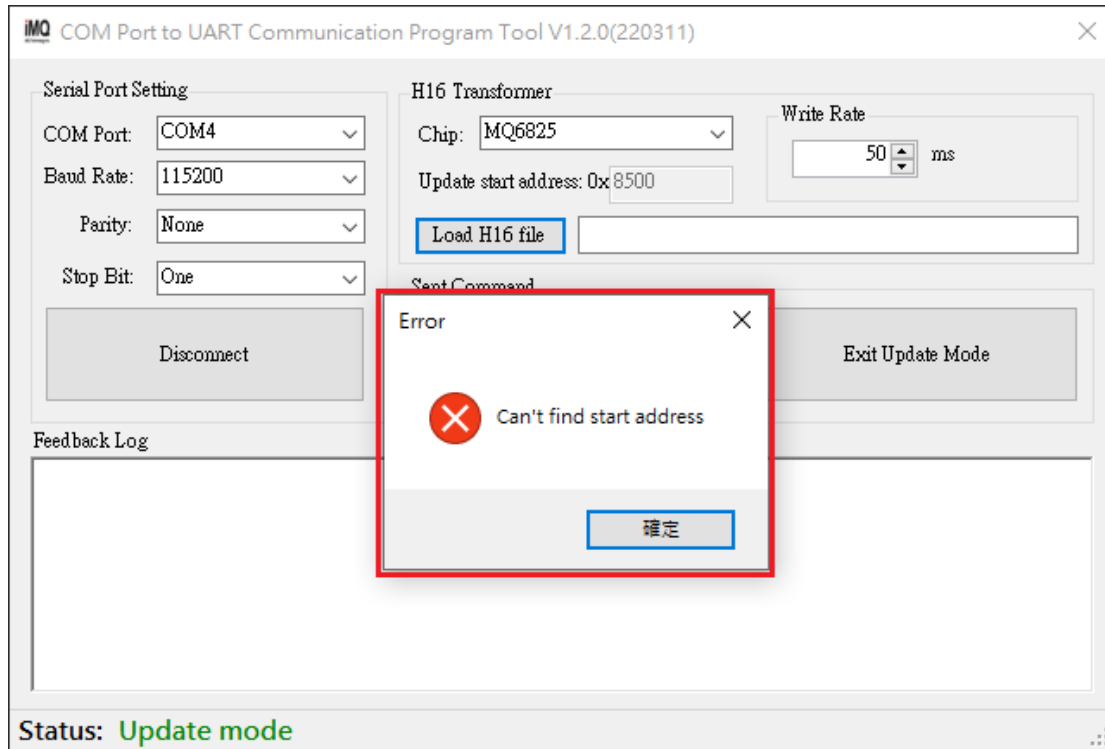 iMQ COM Port to UART Communication Program Tool V1.2.0(220311)
Serial Port Setting
COM Port: COM4
Baud Rate: 115200
Parity: None
Stop Bit: One
Disconnect
H16 Transformer
Chip: MQ6825
Update start address: 0x 8500
Load H16 file
Write Rate
50 ms
Sent Command
Exit Update Mode
Error
Can't find start address
確定
Feedback Log
Status: Update mode